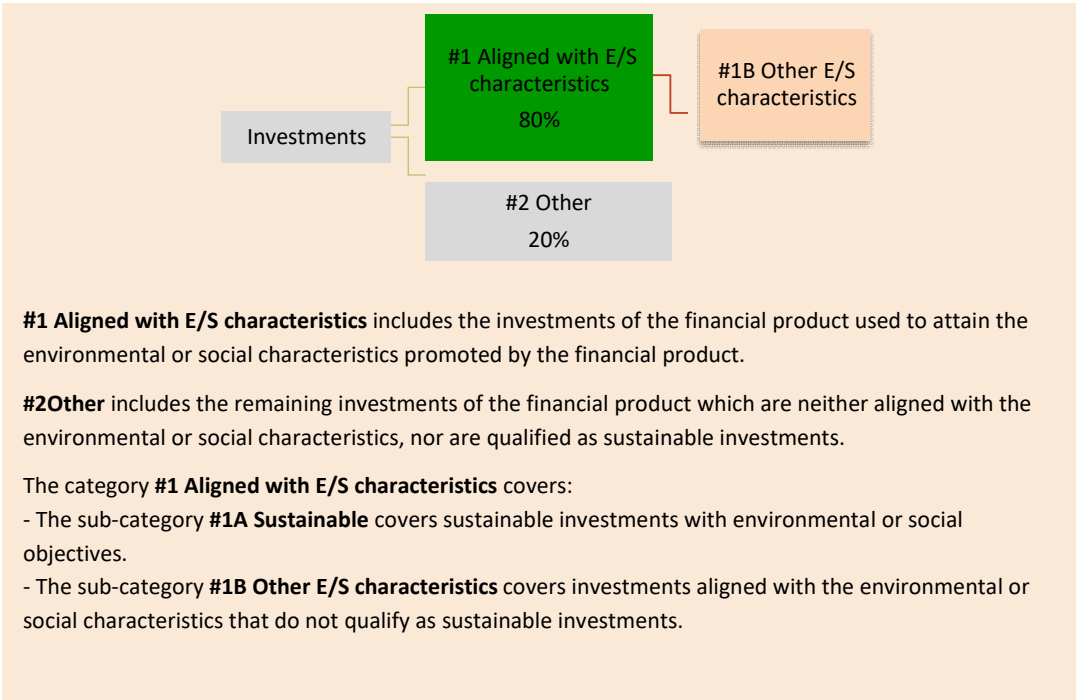 #1 Aligned with E/S
characteristics
80%
#1B Other E/S
characteristics
Investments
#2 Other
20%
#1 Aligned with E/S characteristics includes the investments of the financial product used to attain the
environmental or social characteristics promoted by the financial product.
#2Other includes the remaining investments of the financial product which are neither aligned with the
environmental or social characteristics, nor are qualified as sustainable investments.
The category #1 Aligned with E/S characteristics covers:
- The sub-category #1A Sustainable covers sustainable investments with environmental or social
objectives.
- The sub-category #1B Other E/S characteristics covers investments aligned with the environmental or
social characteristics that do not qualify as sustainable investments.